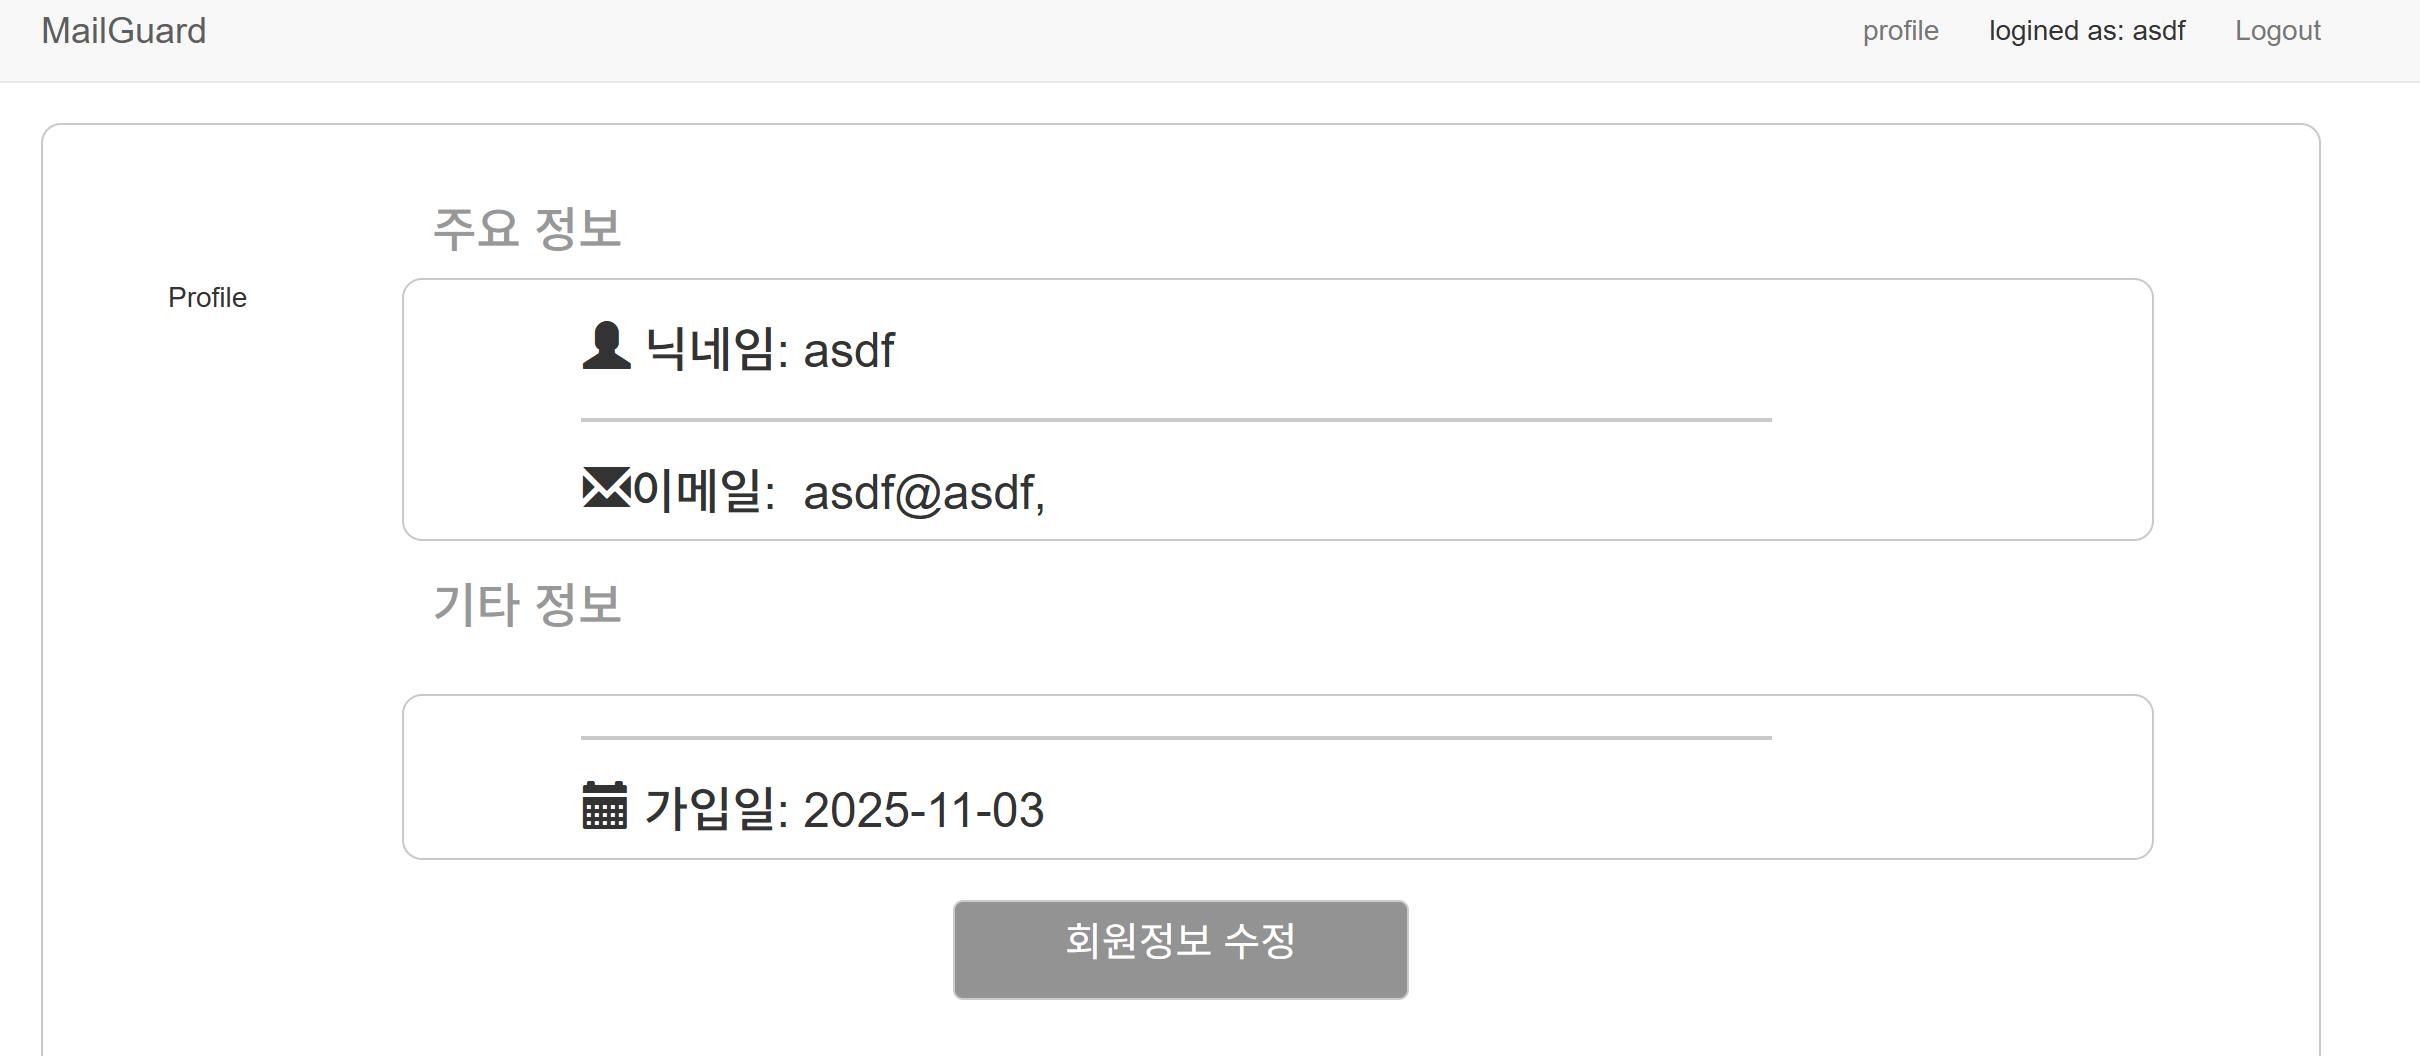 MailGuard profile logined as: asdf Logout
주요 정보
Profile
닉네임: asdf
이메일: asdf@asdf,
기타 정보
가입일: 2025-11-03
회원정보 수정